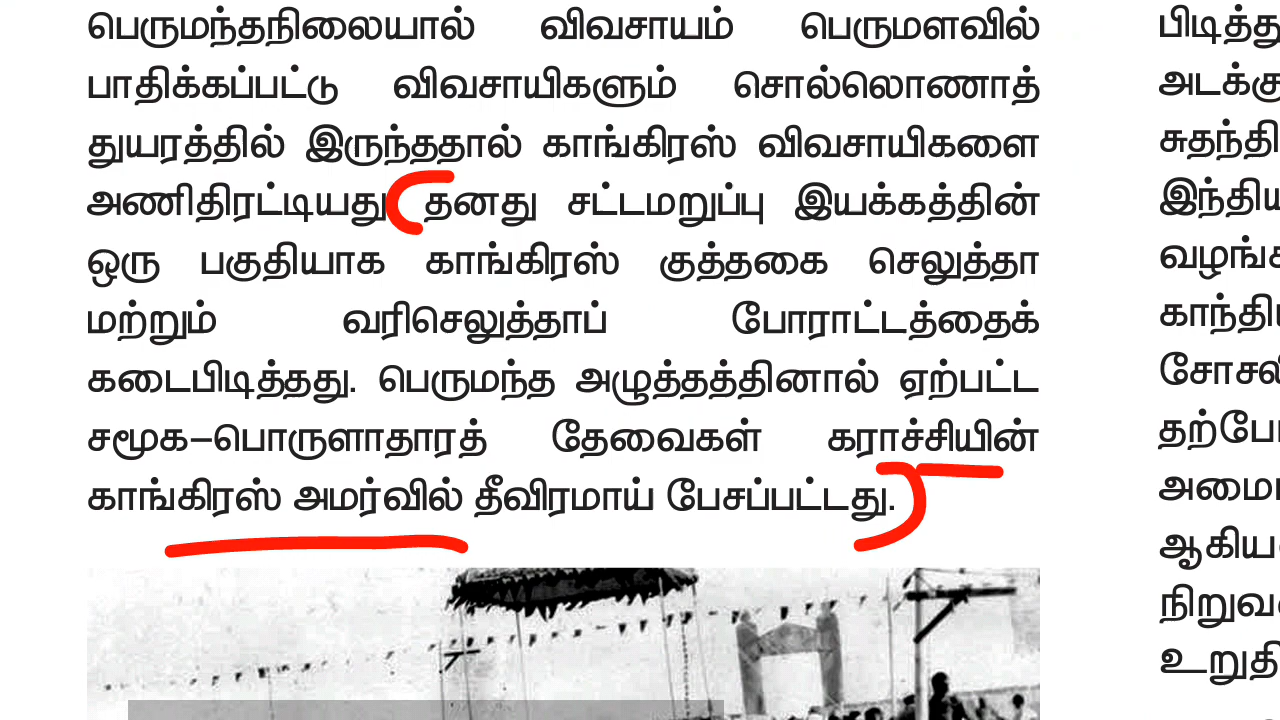 பெருமந்தநிலையால் விவசாயம் பெருமளவில்
பாதிக்கப்பட்டு விவசாயிகளும் சொல்லொணாத்
துயரத்தில் இருந்ததால் காங்கிரஸ் விவசாயிகளை
அணிதிரட்டியது தனது சட்டமறுப்பு இயக்கத்தின்
ஒரு பகுதியாக காங்கிரஸ் குத்தகை செலுத்தா
மற்றும் வரிசெலுத்தாப் போராட்டத்தைக்
கடைபிடித்தது. பெருமந்த அழுத்தத்தினால் ஏற்பட்ட
சமூக–பொருளாதாரத் தேவைகள் கராச்சியின்
காங்கிரஸ் அமர்வில் தீவிரமாய் பேசப்பட்டது.